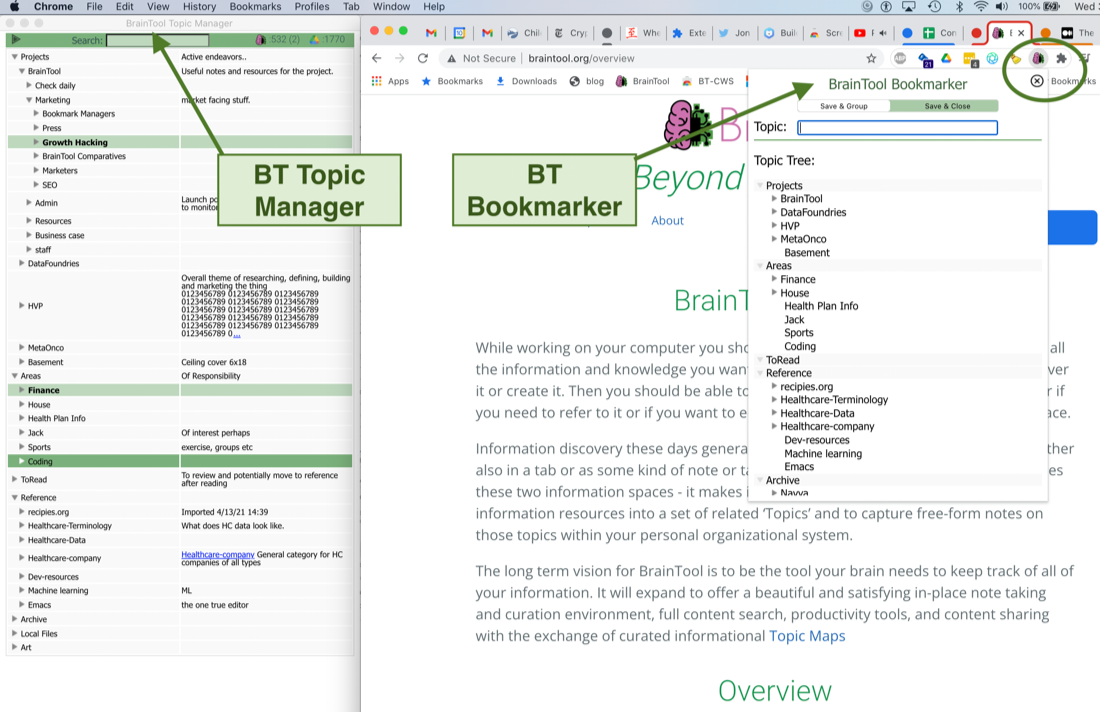 Chrome File Edit View History Bookmarks Profiles Tab Window Help 100% Wed
BrainTool Topic Manager
Search: 532 (2) 1770
Projects Active endeavors..
BrainTool Useful notes and resources for the project.
Check daily
Marketing market facing stuff.
Bookmark Managers
Press
Growth Hacking
BrainTool Comparatives
Marketers
SEO
Admin Launch
to monitor
Resources
Business case
staff
DataFoundries
HVP Overall theme of researching, defining, building
and marketing the thing
0123456789 0123456789 0123456789
0123456789 0123456789 0123456789
0123456789 0123456789 0123456789
0123456789 0123456789 0123456789
0123456789 0123456789 0123456789
0123456789 0...
MetaOnco
Basement Ceiling cover 6x18
Areas Of Responsibility
Finance
House
Health Plan Info
Jack Of interest perhaps
Sports exercise, groups etc
Coding
ToRead To review and potentially move to reference
after reading
Reference
recipies.org Imported 4/13/21 14:39
Healthcare-Terminology What does HC data look like.
Healthcare-Data
Healthcare-company Healthcare-company General category for HC
companies of all types
Dev-resources
Machine learning ML
Emacs the one true editor
Archive
Local Files
Art
BT Topic
Manager
BT
Bookmarker
Chi Cry Whe Exte Jon Buil Scr Cor The
Not Secure braintool.org/overview 21 4
Apps Bookmarks Downloads blog BrainTool BT-CWS Bookmarks
B
Beyond
About
BrainT
While working on your computer you sho all
the information and knowledge you wan ver
it or create it. Then you should be able to r if
you need to refer to it or if you want to e ace.
Information discovery these days genera ther
also in a tab or as some kind of note or ta es
these two information spaces - it makes
information resources into a set of related 'Topics' and to capture free-form notes on
those topics within your personal organizational system.
The long term vision for BrainTool is to be the tool your brain needs to keep track of all of
your information. It will expand to offer a beautiful and satisfying in-place note taking
and curation environment, full content search, productivity tools, and content sharing
with the exchange of curated informational Topic Maps
Overview
BrainTool Bookmarker
Save & Group Save & Close
Topic:
Topic Tree:
Projects
BrainTool
DataFoundries
HVP
MetaOnco
Basement
Areas
Finance
House
Health Plan Info
Jack
Sports
Coding
ToRead
Reference
recipies.org
Healthcare-Terminology
Healthcare-Data
Healthcare-company
Dev-resources
Machine learning
Emacs
Archive
Navva